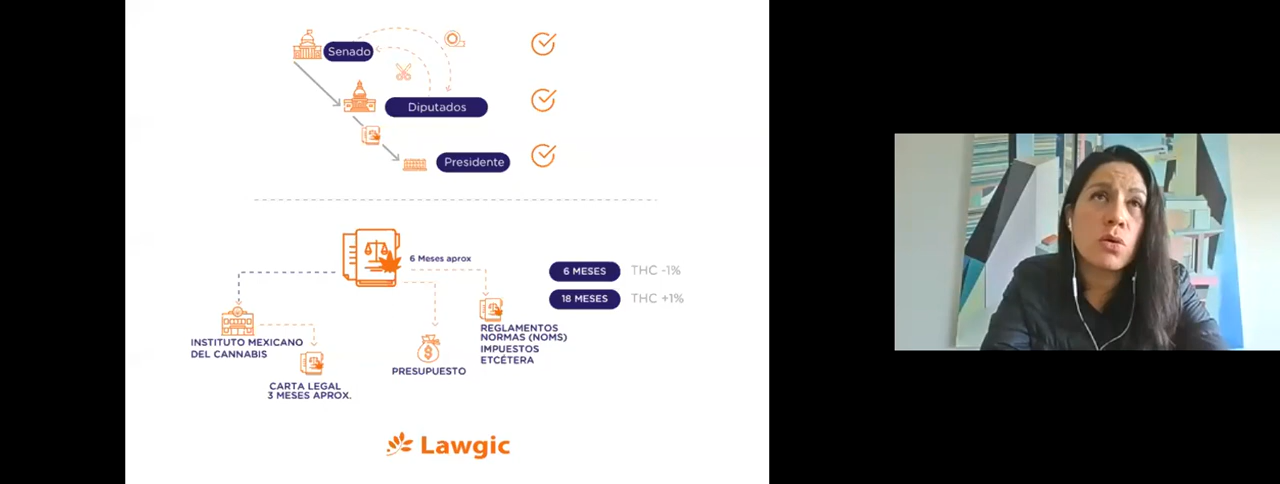 Senado
Diputados
Presidente
6 Meses aprox
6 MESES THC -1%
18 MESES THC +1%
INSTITUTO MEXICANO
DEL CANNABIS
CARTA LEGAL
3 MESES APROX.
PRESUPUESTO
REGLAMENTOS
NORMAS (NOMS)
IMPUESTOS
ETCÉTERA
Lawgic